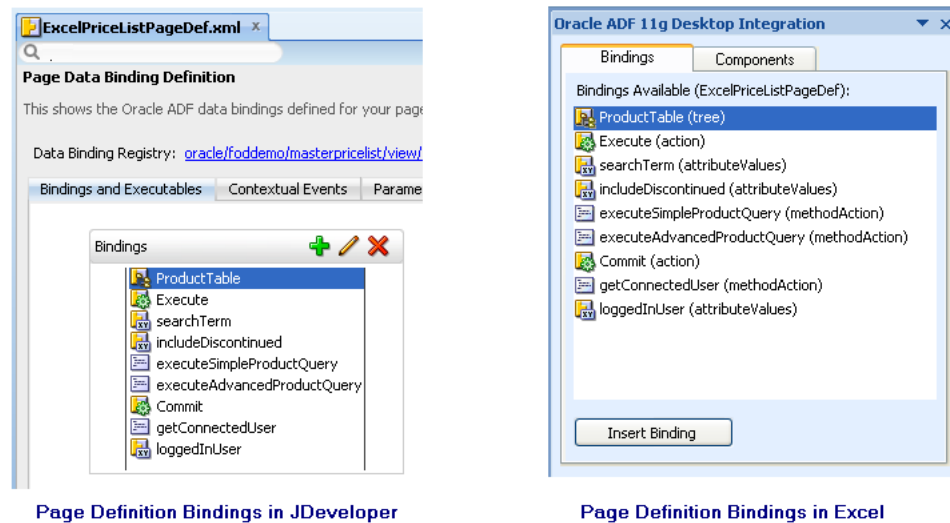 ExcelPriceListPageDef.xml ×
Page Data Binding Definition
This shows the Oracle ADF data bindings defined for your page
Data Binding Registry: oracle/foddemo/masterpricelist/view/
Bindings and Executables Contextual Events Parame
Bindings
ProductTable
Execute
searchTerm
includeDiscontinued
executeSimpleProductQuery
executeAdvancedProductQuery
Commit
getConnectedUser
loggedInUser
Page Definition Bindings in JDeveloper
Oracle ADF 11g Desktop Integration
Bindings Components
Bindings Available (ExcelPriceListPageDef):
ProductTable (tree)
Execute (action)
searchTerm (attributeValues)
includeDiscontinued (attributeValues)
executeSimpleProductQuery (methodAction)
executeAdvancedProductQuery (methodAction)
Commit (action)
getConnectedUser (methodAction)
loggedInUser (attributeValues)
Insert Binding
Page Definition Bindings in Excel